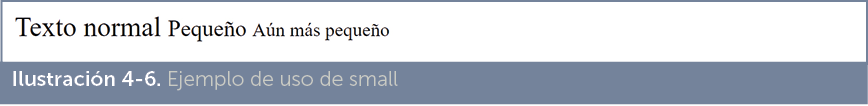 Texto normal Pequeño Aún más pequeño
Ilustración 4-6. Ejemplo de uso de small